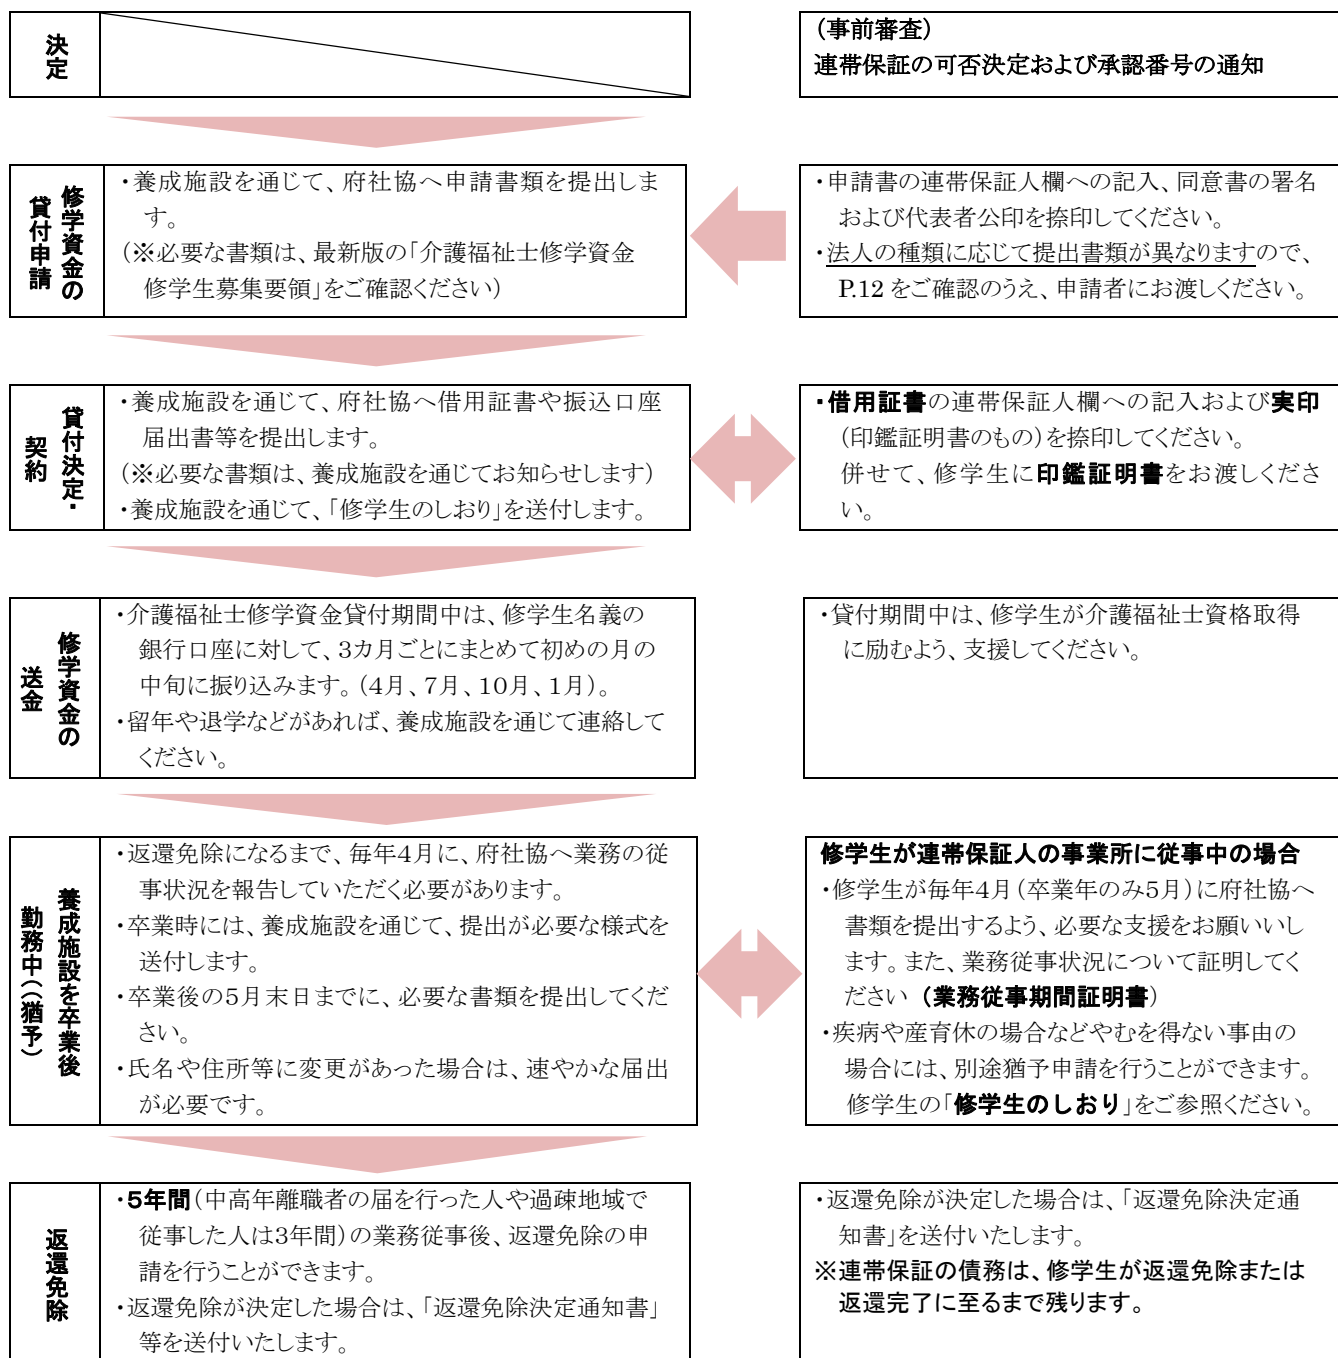 決定
（事前審査）
連帯保証の可否決定および承認番号の通知
修学資金の
貸付申請
・養成施設を通じて、府社協へ申請書類を提出しま
す。
（※必要な書類は、最新版の「介護福祉士修学資金
修学生募集要領」をご確認ください）
・申請書の連帯保証人欄への記入、同意書の署名
および代表者公印を捺印してください。
・法人の種類に応じて提出書類が異なりますので、
P.12 をご確認のうえ、申請者にお渡しください。
貸付決定・
契約
・養成施設を通じて、府社協へ借用証書や振込口座
届出書等を提出します。
（※必要な書類は、養成施設を通じてお知らせします）
・養成施設を通じて、「修学生のしおり」を送付します。
・借用証書の連帯保証人欄への記入および実印
（印鑑証明書のもの）を捺印してください。
併せて、修学生に印鑑証明書をお渡しくださ
い。
修学資金の
送金
・介護福祉士修学資金貸付期間中は、修学生名義の
銀行口座に対して、3カ月ごとにまとめて初めの月の
中旬に振り込みます。（4月、7月、10月、1月）。
・留年や退学などがあれば、養成施設を通じて連絡して
ください。
・貸付期間中は、修学生が介護福祉士資格取得
に励むよう、支援してください。
養成施設を卒業後
勤務中（（猶予）
・返還免除になるまで、毎年4月に、府社協へ業務の従
事状況を報告していただく必要があります。
・卒業時には、養成施設を通じて、提出が必要な様式を
送付します。
・卒業後の5月末日までに、必要な書類を提出してくだ
さい。
・氏名や住所等に変更があった場合は、速やかな届出
が必要です。
修学生が連帯保証人の事業所に従事中の場合
・修学生が毎年4月（卒業年のみ5月）に府社協へ
書類を提出するよう、必要な支援をお願いいし
ます。また、業務従事状況について証明してく
ださい（業務従事期間証明書）
・疾病や産育休の場合などやむを得ない事由の
場合には、別途猶予申請を行うことができます。
修学生の「修学生のしおり」をご参照ください。
返還免除
・5年間（中高年離職者の届を行った人や過疎地域で
従事した人は3年間）の業務従事後、返還免除の申
請を行うことができます。
・返還免除が決定した場合は、「返還免除決定通知書」
等を送付いたします。
・返還免除が決定した場合は、「返還免除決定通
知書」を送付いたします。
※連帯保証の債務は、修学生が返還免除または
返還完了に至るまで残ります。